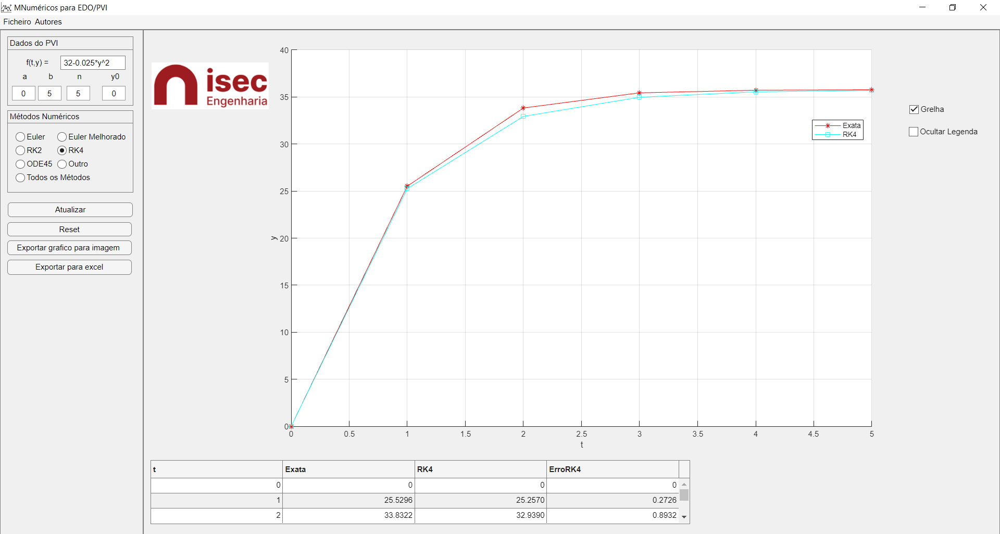 MNuméricos para EDO/PVI
Ficheiro Autores
Dados do PVI
f(t,y) = 32-0.025*y^2
a b n y0
0 5 5 0
Métodos Numéricos
Euler Euler Melhorado
RK2 RK4
ODE45 Outro
Todos os Métodos
Atualizar
Reset
Exportar grafico para imagem
Exportar para excel
isec
Engenharia
40
35
30
25
20
15
10
5
0
y
0 0.5 1 1.5 2 2.5 3 3.5 4 4.5 5
t
Exata
RK4
Grelha
Ocultar Legenda
t Exata RK4 ErroRK4
0 0 0 0
1 25.5296 25.2570 0.2726
2 33.8322 32.9390 0.8932